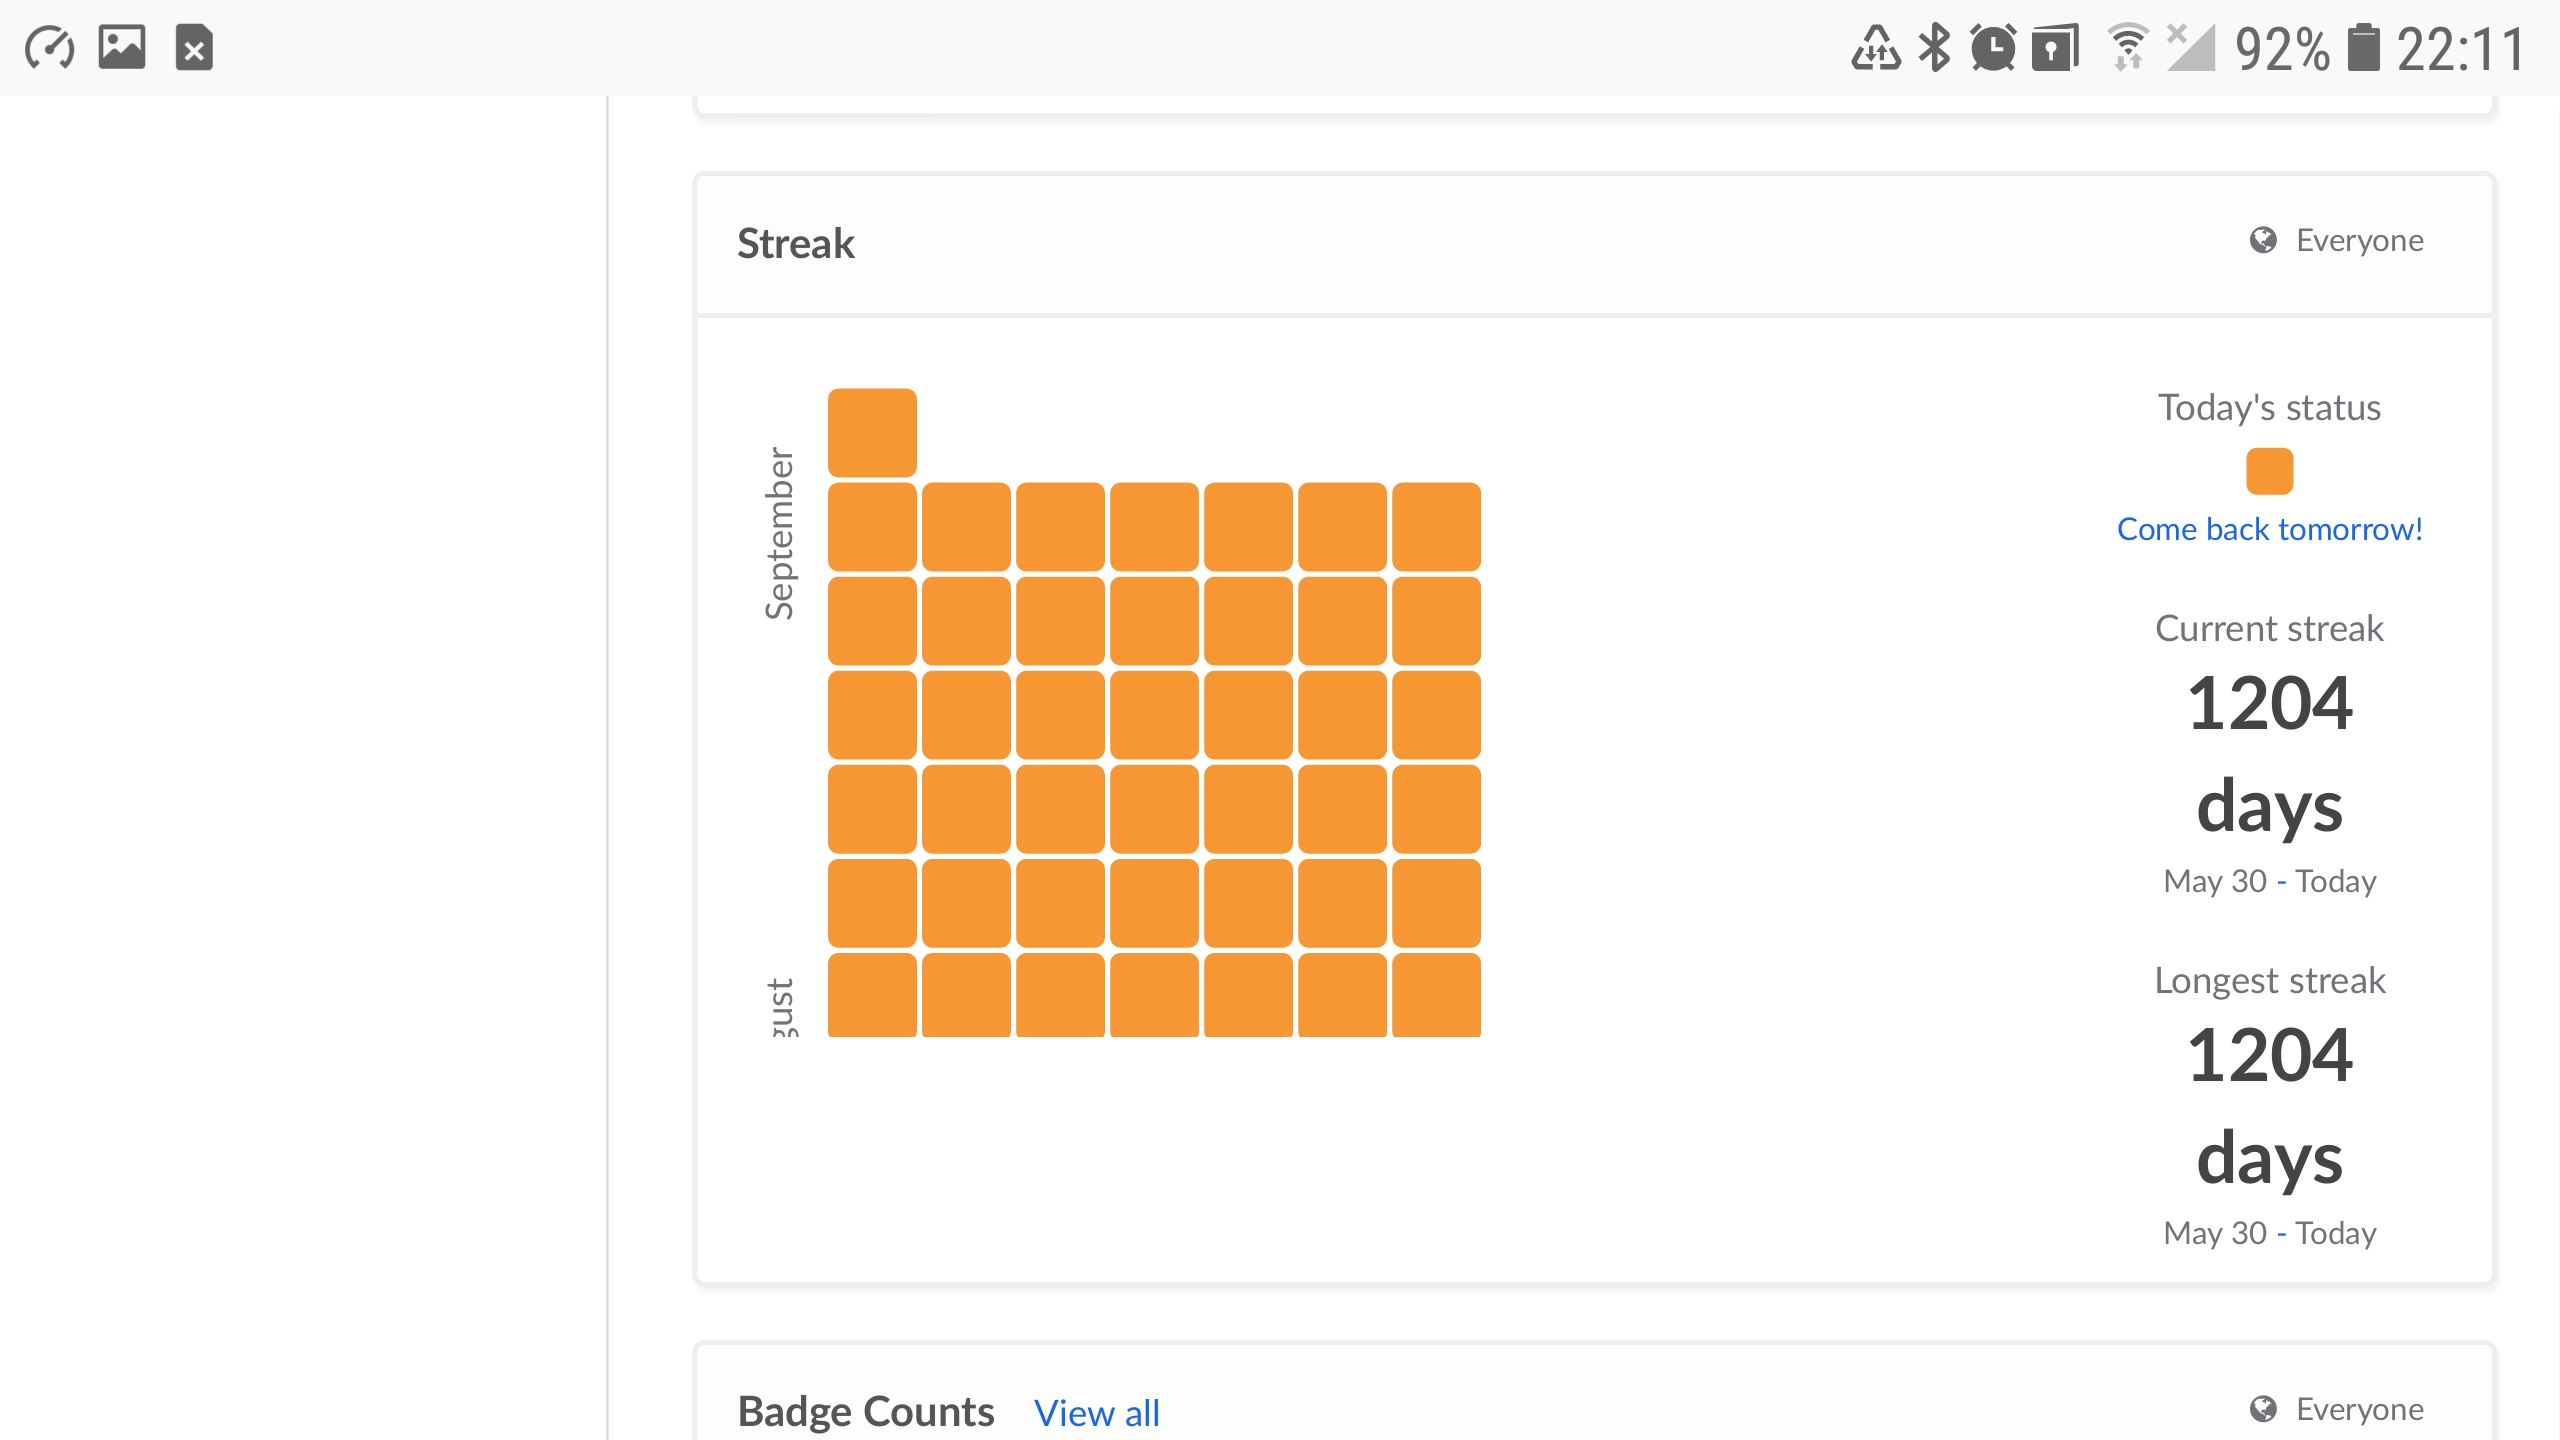 92% 22:11
Streak
Everyone
September
gust
Today's status
Come back tomorrow!
Current streak
1204
days
May 30 - Today
Longest streak
1204
days
May 30 - Today
Badge Counts View all
Everyone